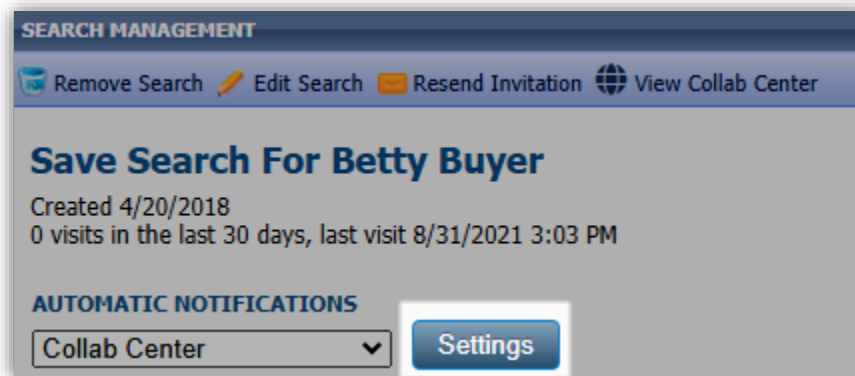 SEARCH MANAGEMENT
Remove Search Edit Search Resend Invitation View Collab Center
Save Search For Betty Buyer
Created 4/20/2018
0 visits in the last 30 days, last visit 8/31/2021 3:03 PM
AUTOMATIC NOTIFICATIONS
Collab Center Settings